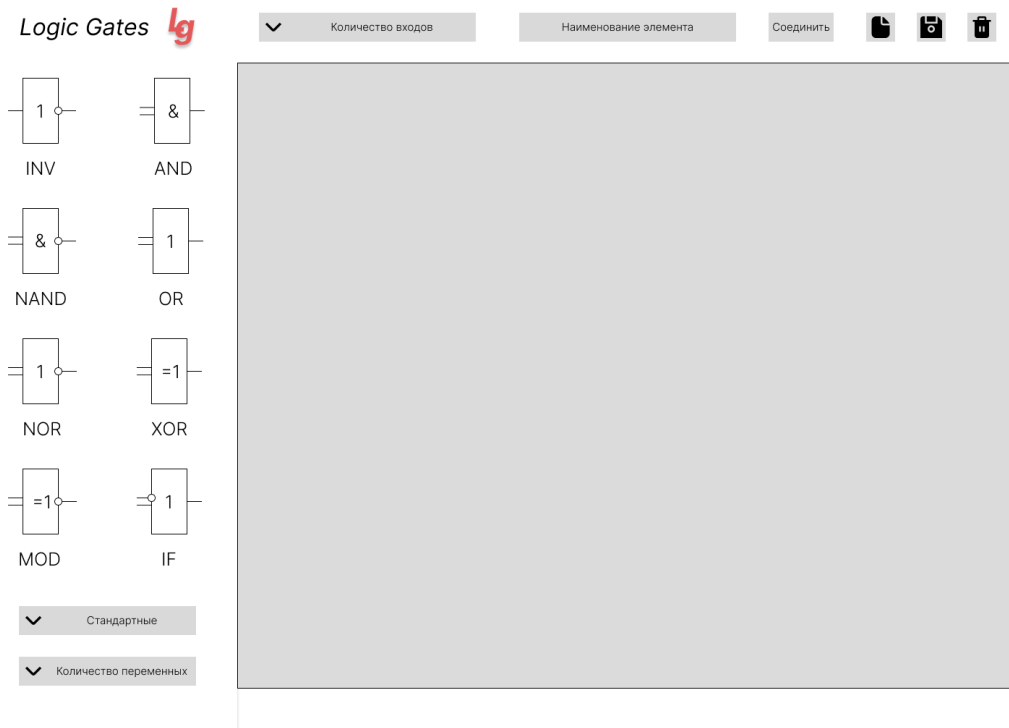 Logic Gates lg
Количество входов
Наименование элемента
Соединить
1
&
INV
AND
&
1
NAND
OR
1
=1
NOR
XOR
=1
1
MOD
IF
Стандартные
Количество переменных